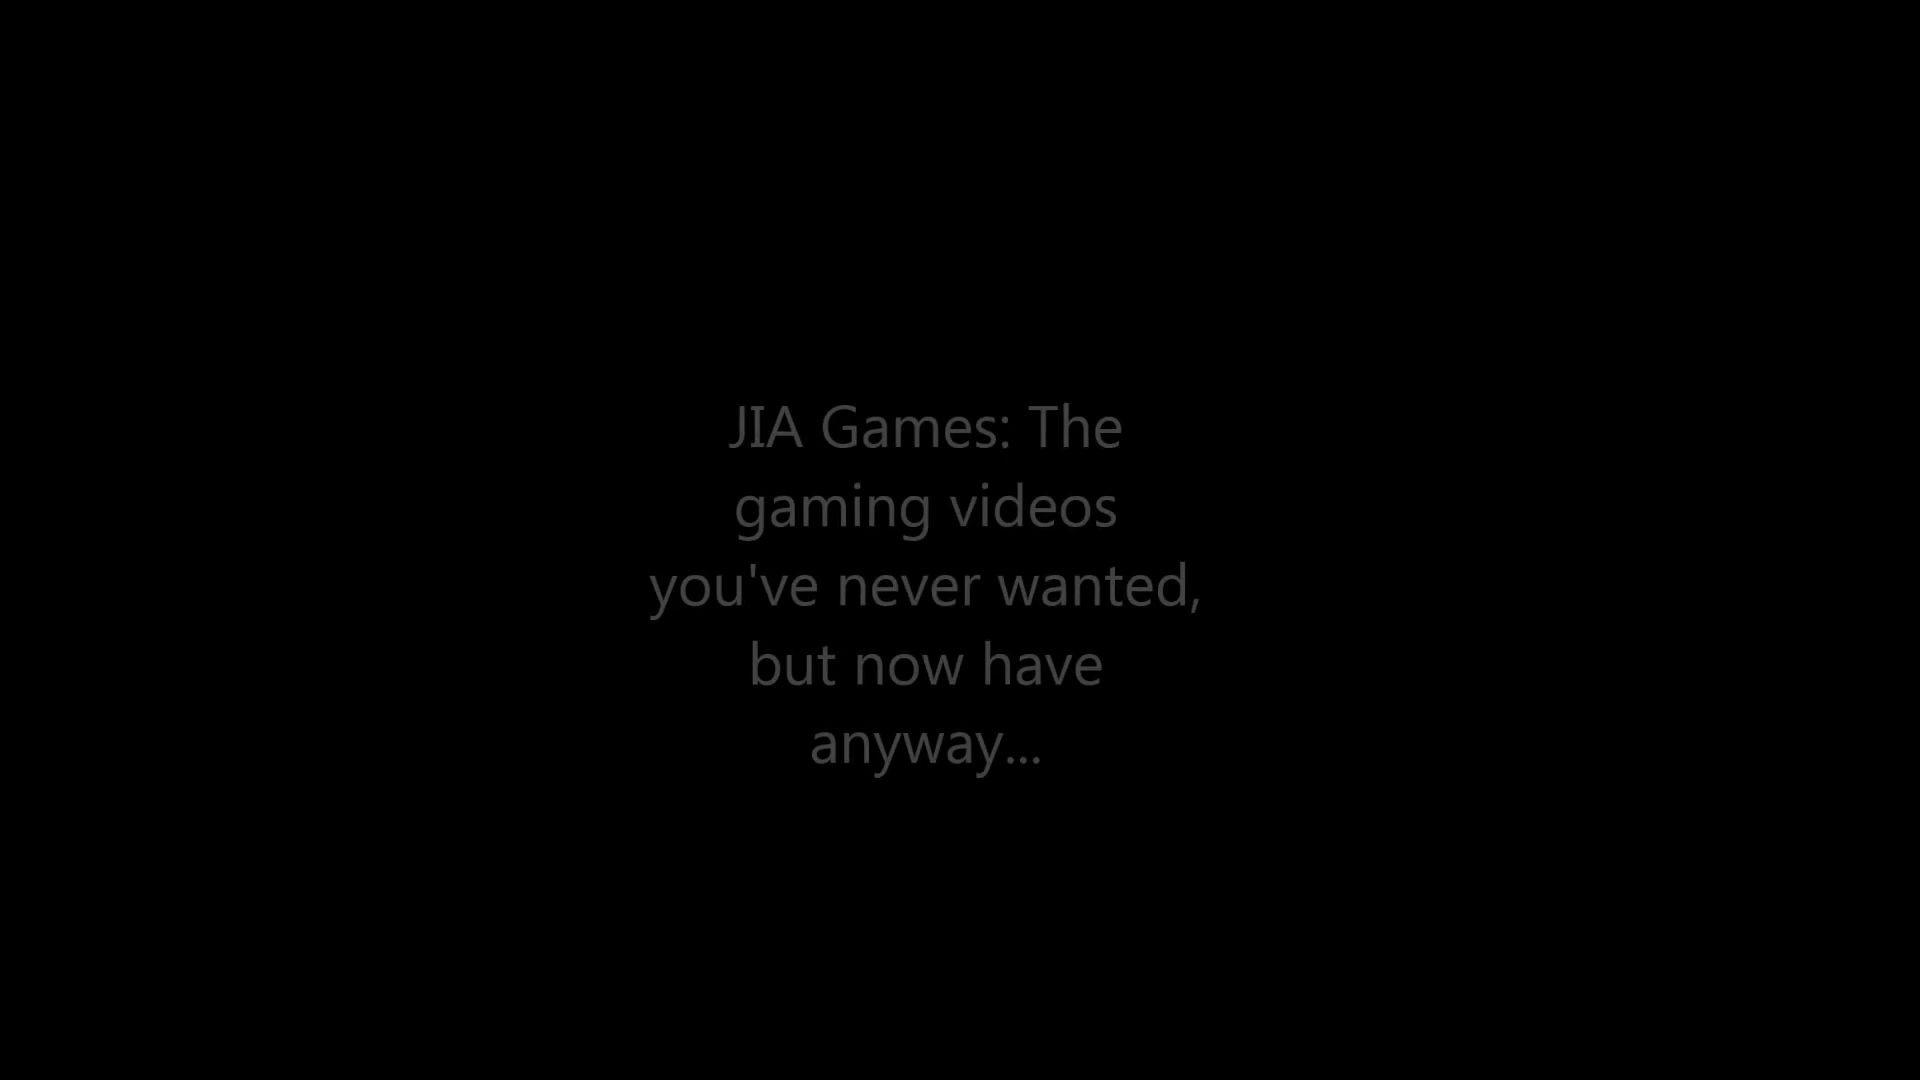 JIA Games: The
gaming videos
you've never wanted,
but now have
anyway...